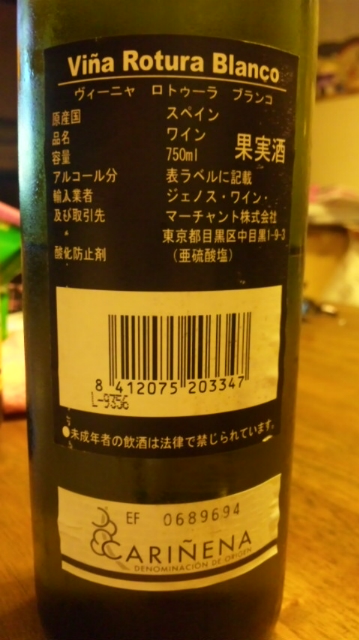 Viña Rotura Blanco
ヴィーニャ ロトゥーラ ブランコ
原産国 スペイン
品名 ワイン
容量 750ml 果実酒
アルコール分 表ラベルに記載
輸入業者 ジェノス・ワイン・
及び取引先 マーチャント株式会社
東京都目黒区中目黒1-9-3
酸化防止剤 (亜硫酸塩)
8 412075 203347
L-9356
●未成年者の飲酒は法律で禁じられています。
EF 0689694
CARIÑENA
DENOMINACIÓN DE ORIGEN